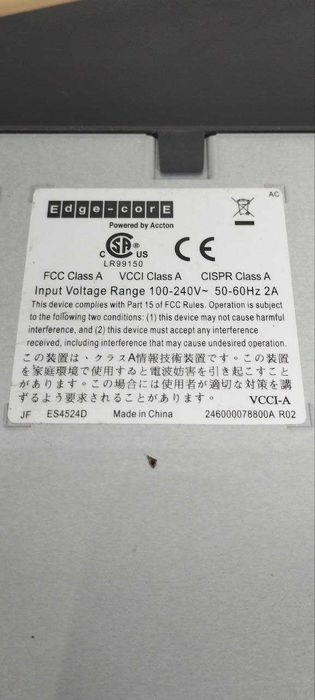 AC
Edge-corE
Powered by Accton
C US
LR99150
CE
FCC Class A VCCI Class A CISPR Class A
Input Voltage Range 100-240V~ 50-60Hz 2A
This device complies with Part 15 of FCC Rules. Operation is subject
to the following two conditions: (1) this device may not cause harmful
interference, and (2) this device must accept any interference
received, including interference that may cause undesired operation.
この装置は、クラスA情報技術装置です。この装置
を家庭環境で使用すゐと電波妨害を引き起こすこと
があります。この場合には使用者が適切な対策を講
ずるよう要求されることがあります。 VCCI-A
JF ES4524D Made in China 246000078800A R02